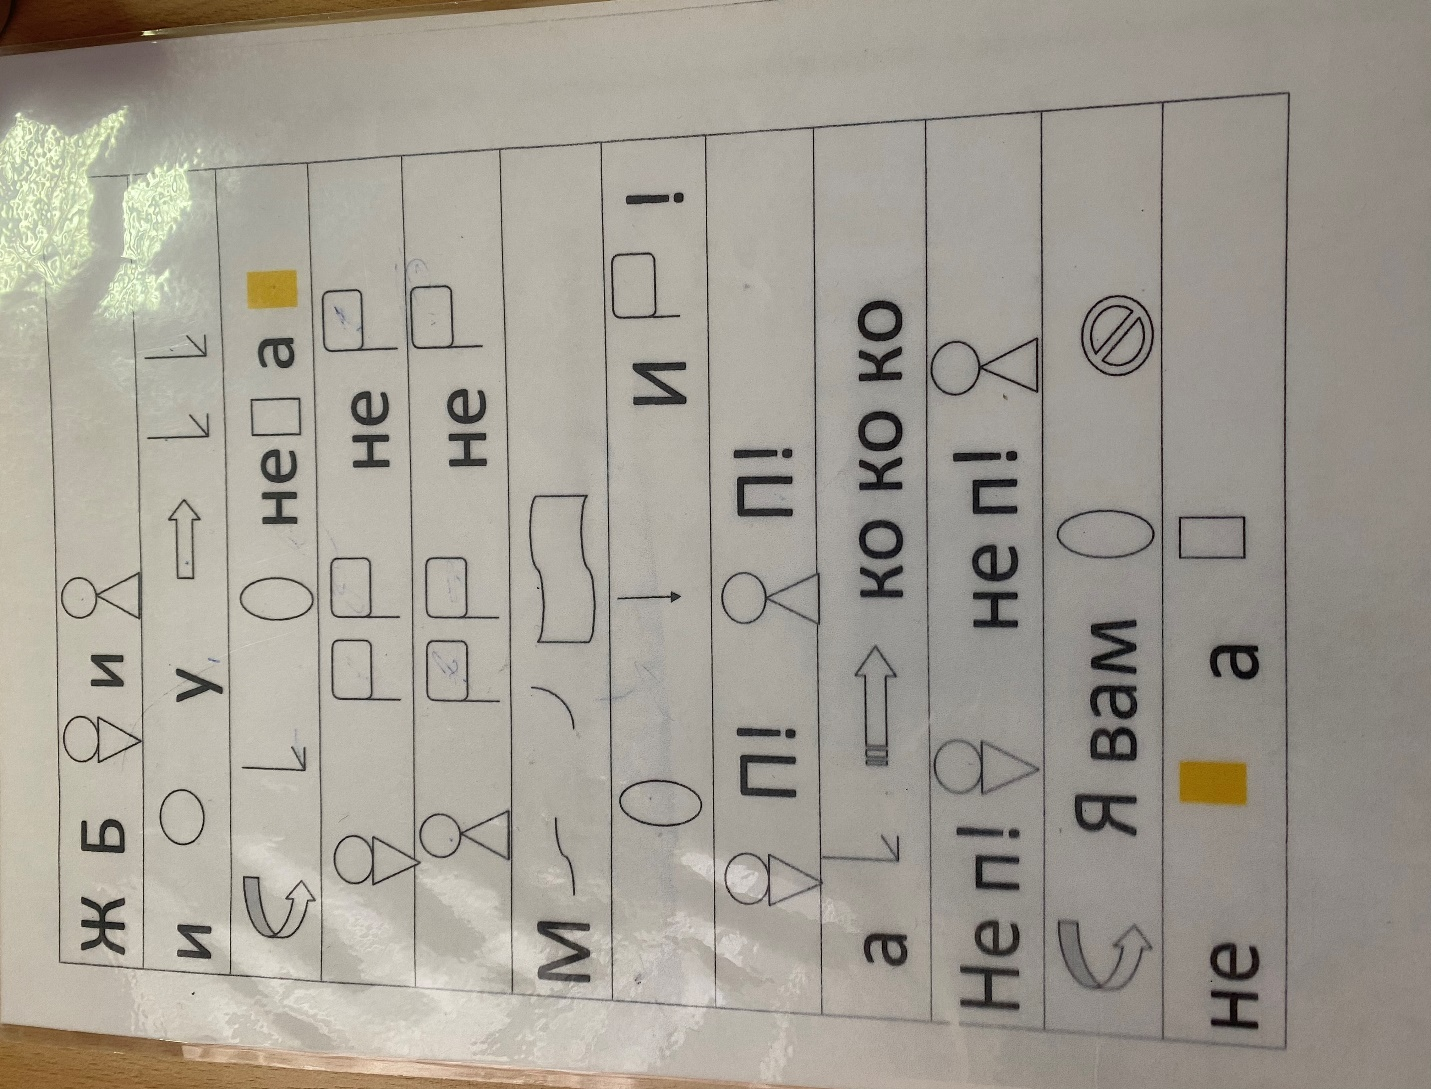 Ж Б и
и у
не а
не
не
М
И !
П! П!
а ко ко ко
Не п! не п!
Я вам
не а